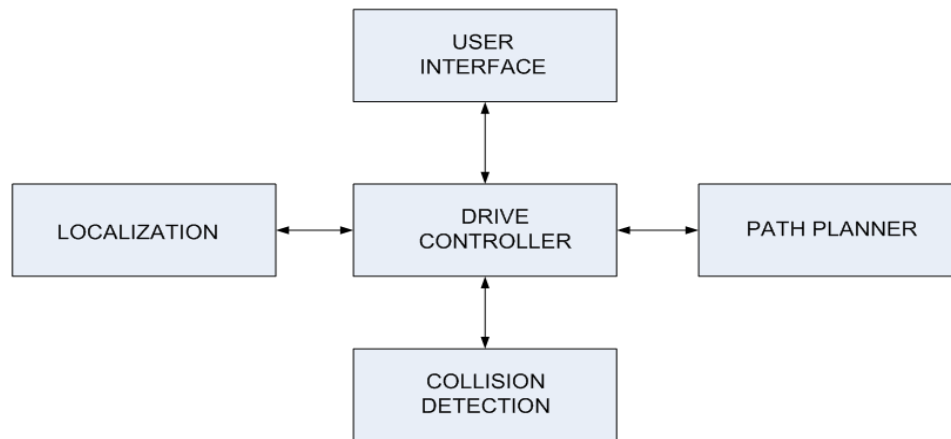 USER
INTERFACE
LOCALIZATION
DRIVE
CONTROLLER
PATH PLANNER
COLLISION
DETECTION